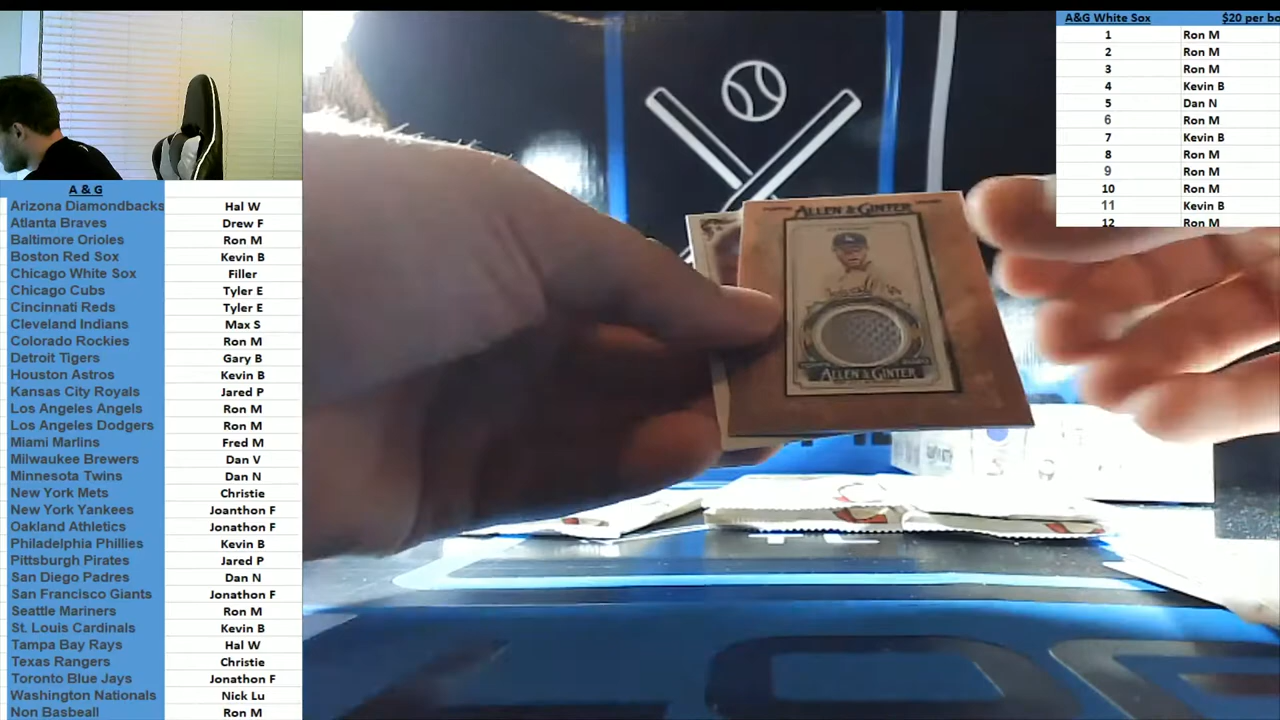 A & G
Arizona Diamondbacks Hal W
Atlanta Braves Drew F
Baltimore Orioles Ron M
Boston Red Sox Kevin B
Chicago White Sox Filler
Chicago Cubs Tyler E
Cincinnati Reds Tyler E
Cleveland Indians Max S
Colorado Rockies Ron M
Detroit Tigers Gary B
Houston Astros Kevin B
Kansas City Royals Jared P
Los Angeles Angels Ron M
Los Angeles Dodgers Ron M
Miami Marlins Fred M
Milwaukee Brewers Dan V
Minnesota Twins Dan N
New York Mets Christie
New York Yankees Joanthon F
Oakland Athletics Jonathon F
Philadelphia Phillies Kevin B
Pittsburgh Pirates Jared P
San Diego Padres Dan N
San Francisco Giants Jonathon F
Seattle Mariners Ron M
St. Louis Cardinals Kevin B
Tampa Bay Rays Hal W
Texas Rangers Christie
Toronto Blue Jays Jonathon F
Washington Nationals Nick Lu
Non Basbeall Ron M
ALLEN & GINTER
ALLEN & GINTER
A&G White Sox $20 per bo
1 Ron M
2 Ron M
3 Ron M
4 Kevin B
5 Dan N
6 Ron M
7 Kevin B
8 Ron M
9 Ron M
10 Ron M
11 Kevin B
12 Ron M